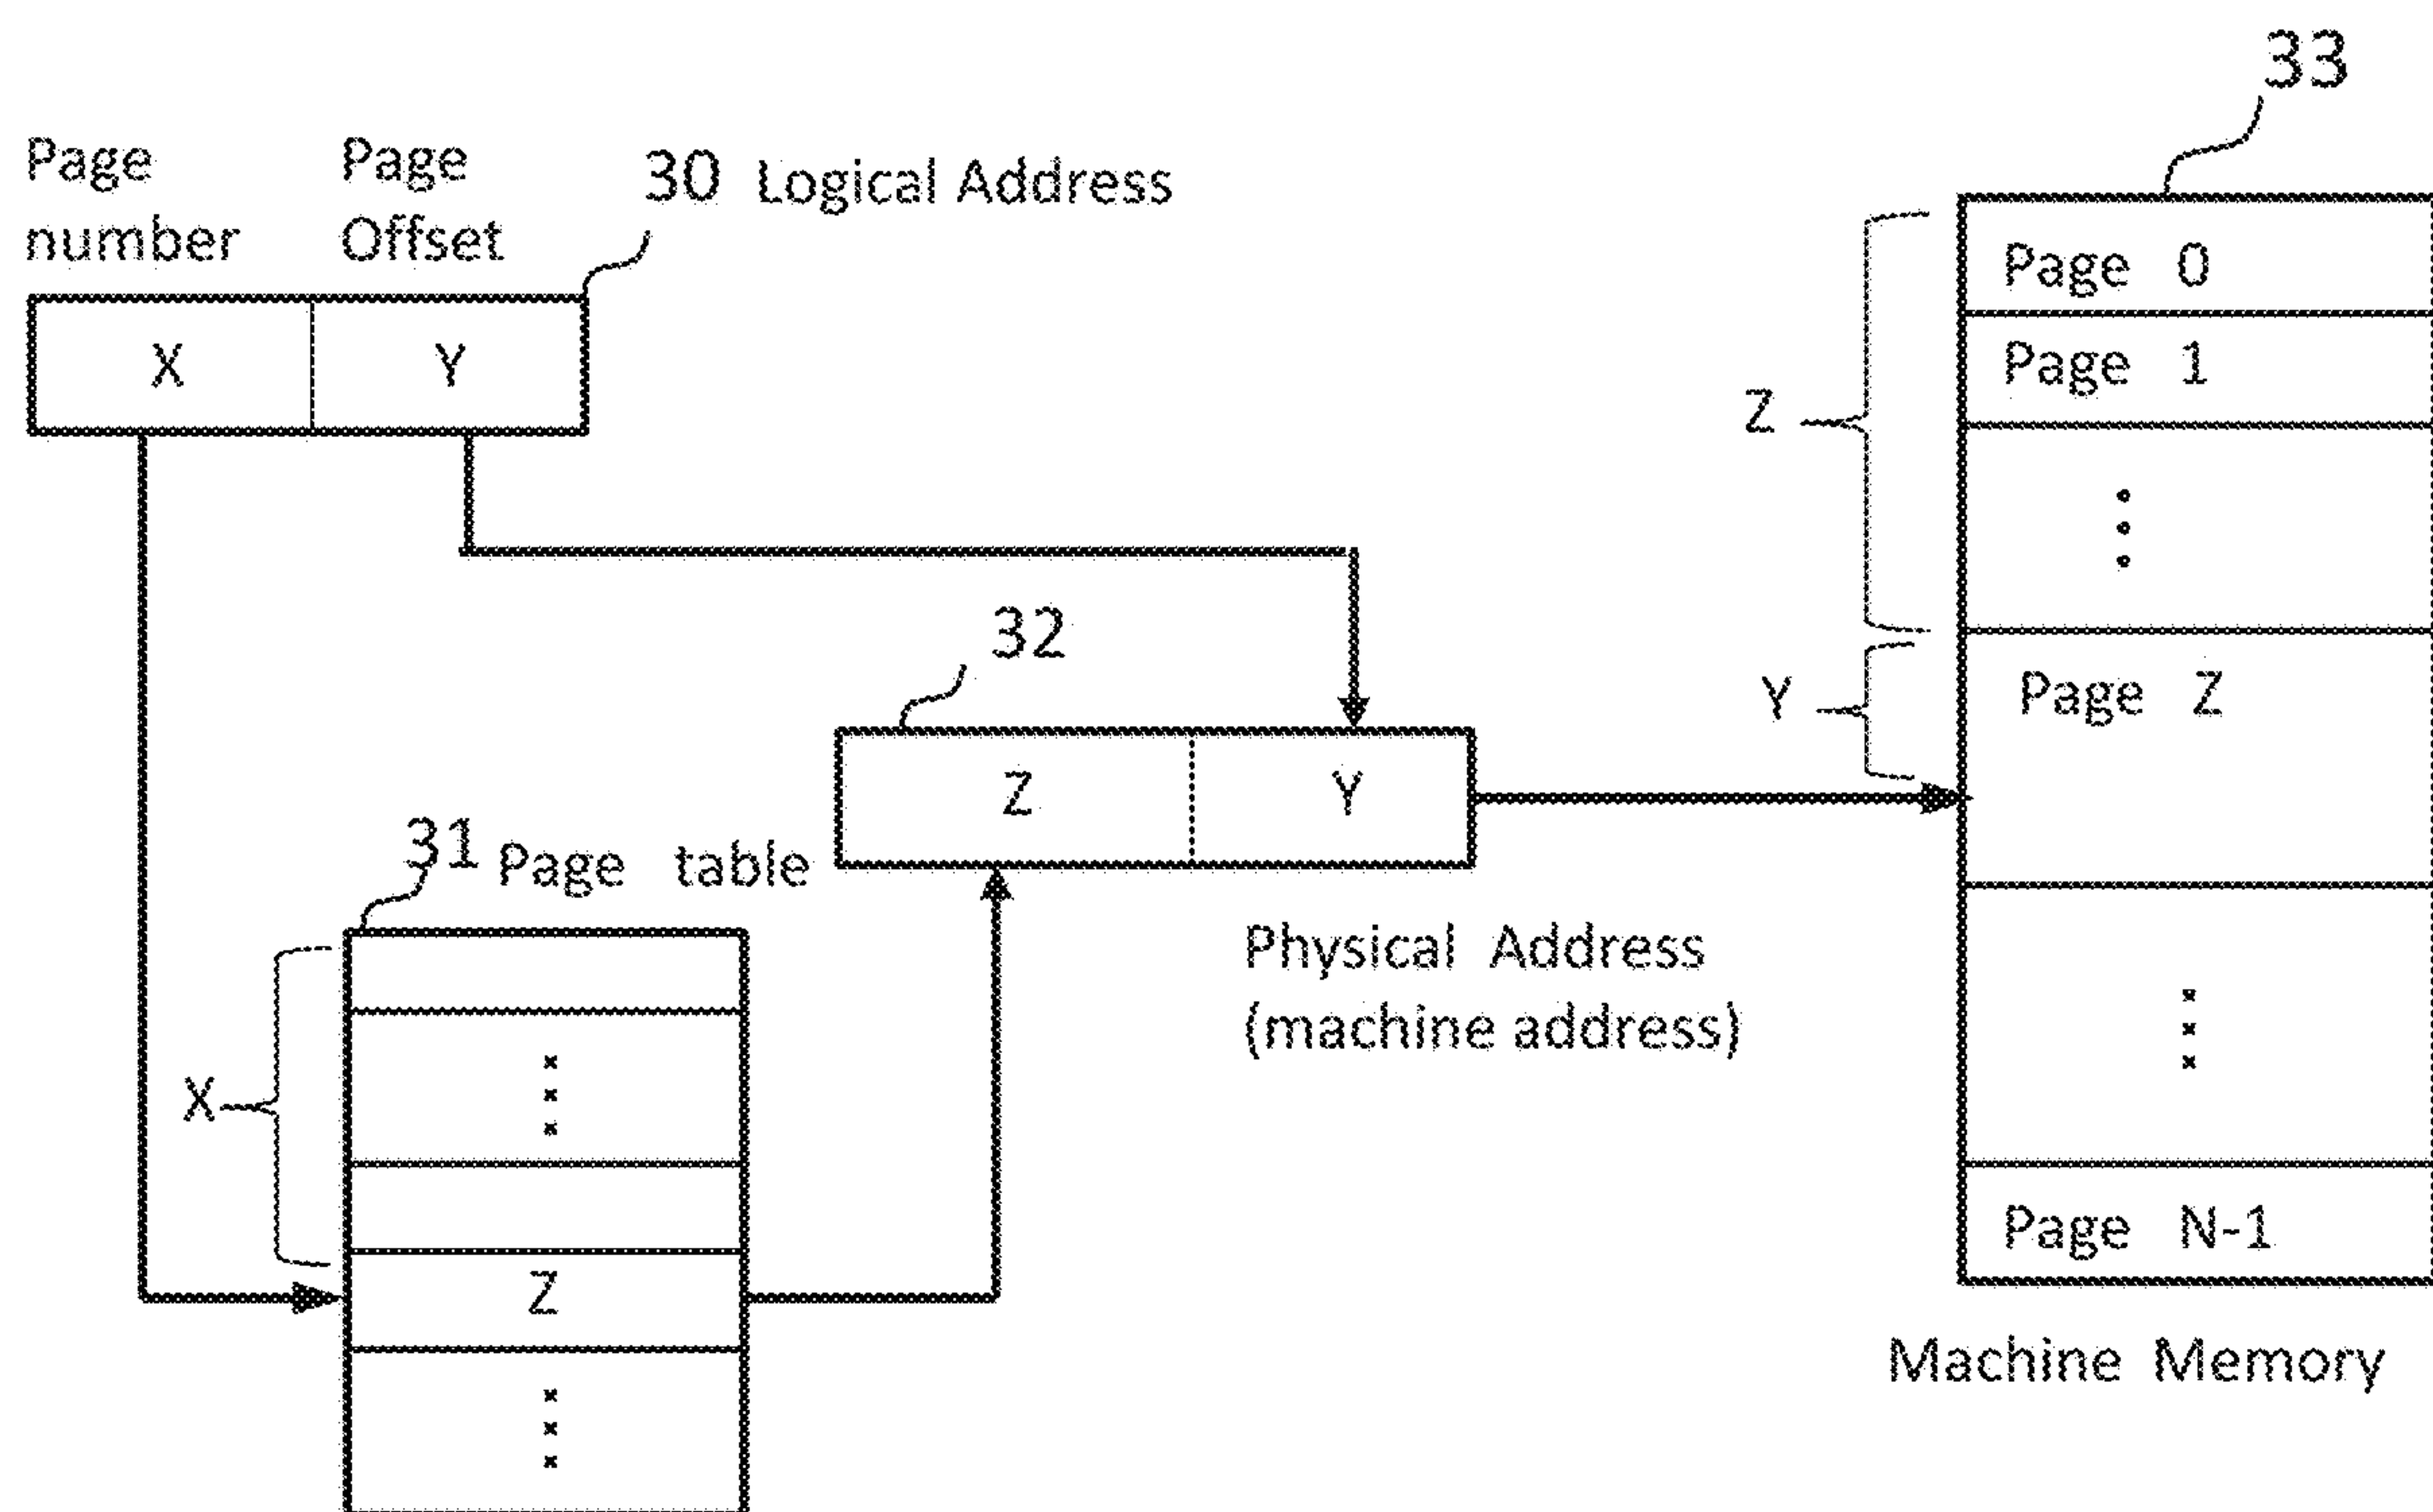 33
Page
number
Page
Offset
30 Logical Address
X
Y
Page 0
Page 1
Z
32
Y
Page Z
Z
Y
31 Page table
Physical Address
(machine address)
X
Z
Page N-1
Machine Memory